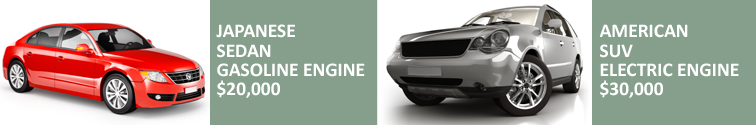 JAPANESE
SEDAN
GASOLINE ENGINE
$20,000
AMERICAN
SUV
ELECTRIC ENGINE
$30,000